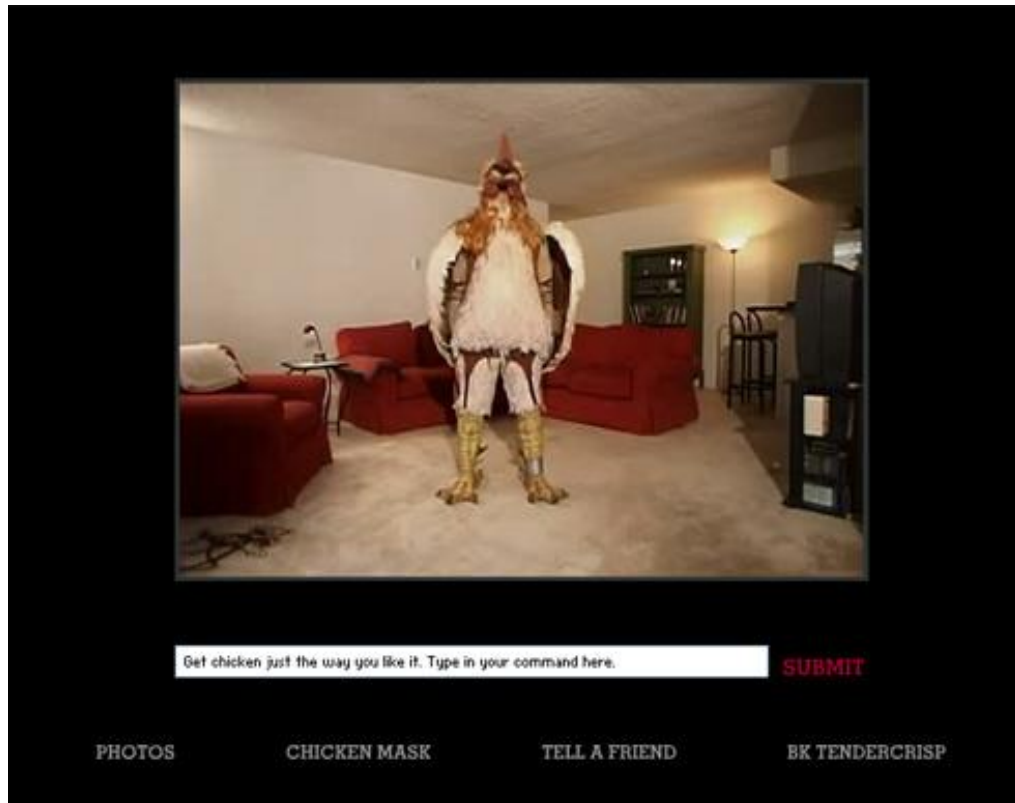 Get chicken just the way you like it. Type in your command here.
SUBMIT
PHOTOS
CHICKEN MASK
TELL A FRIEND
BK TENDERCRISP